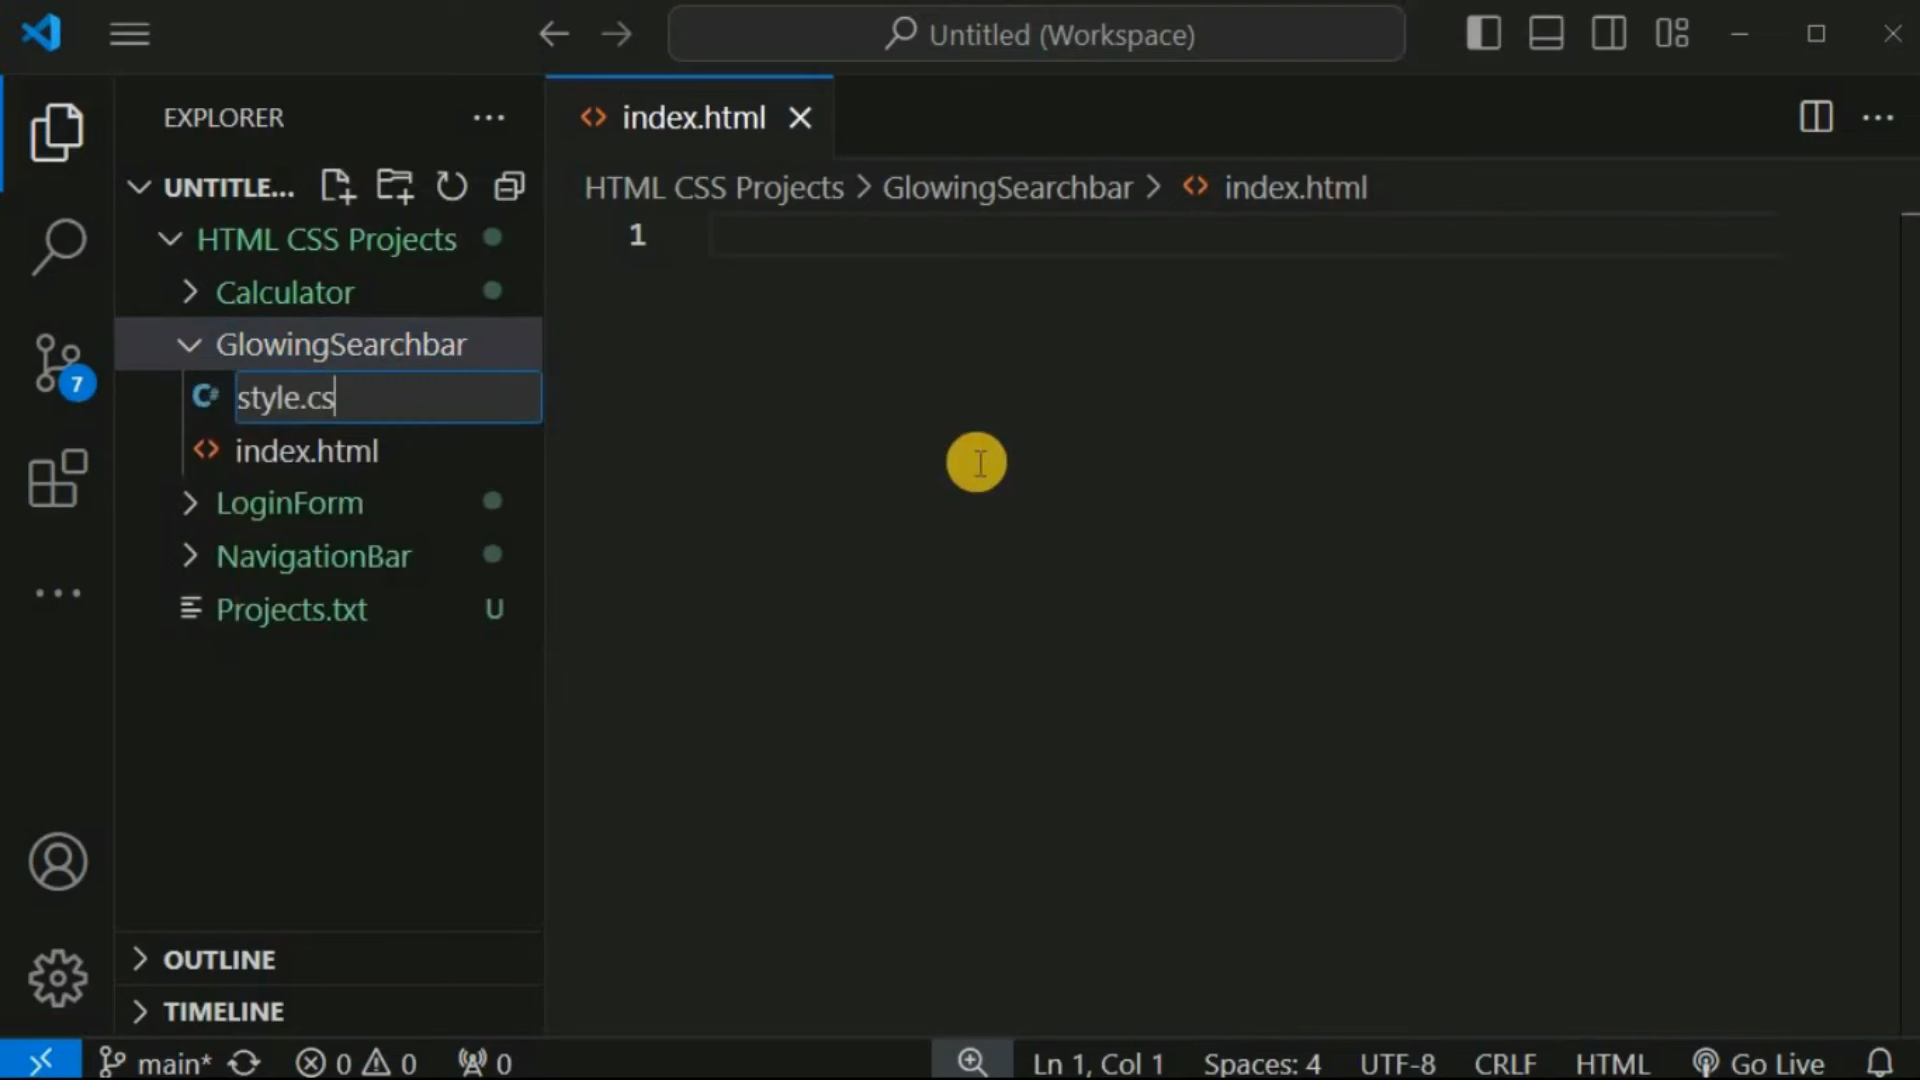 Untitled (Workspace)
EXPLORER
index.html
UNTITLE...
HTML CSS Projects > GlowingSearchbar > index.html
1
HTML CSS Projects
Calculator
GlowingSearchbar
style.cs
index.html
LoginForm
NavigationBar
Projects.txt U
7
OUTLINE
TIMELINE
main* 0 0 0 Ln 1, Col 1 Spaces: 4 UTF-8 CRLF HTML Go Live